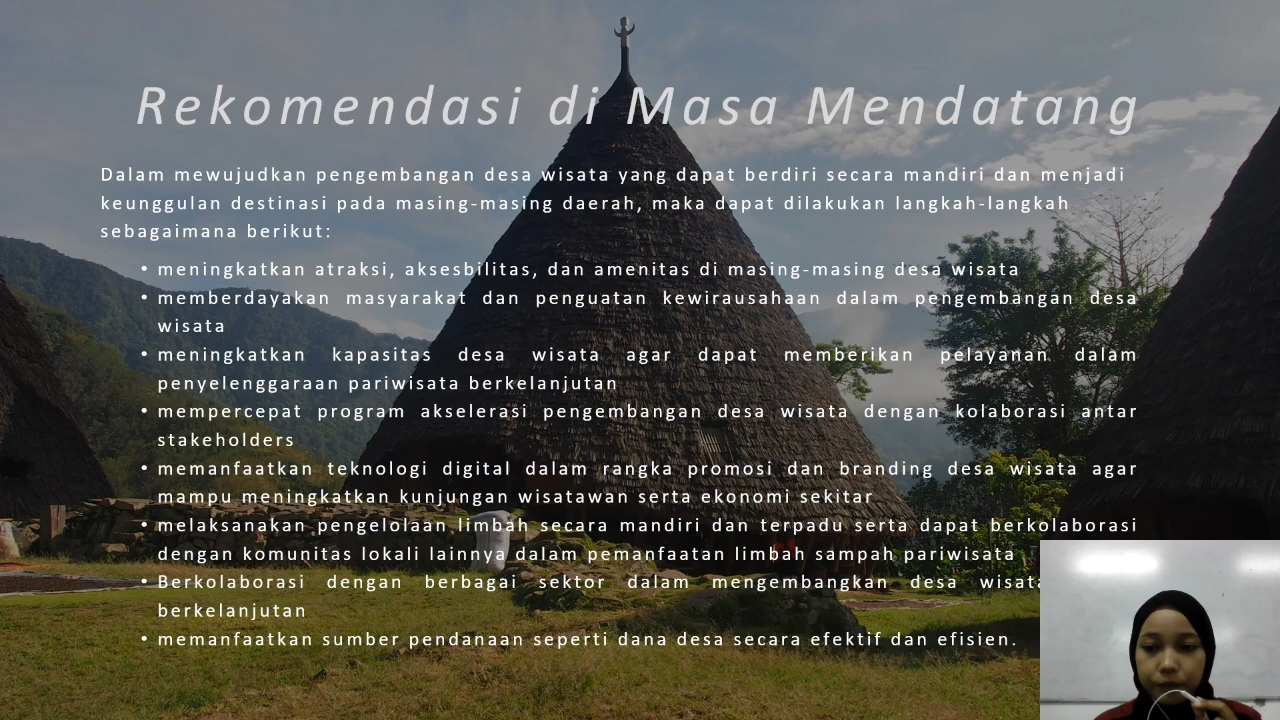 Rekomendasi di Masa Mendatang
Dalam mewujudkan pengembangan desa wisata yang dapat berdiri secara mandiri dan menjadi
keunggulan destinasi pada masing-masing daerah, maka dapat dilakukan langkah-langkah
sebagaimana berikut:
• meningkatkan atraksi, aksesbilitas, dan amenitas di masing-masing desa wisata
• memberdayakan masyarakat dan penguatan kewirausahaan dalam pengembangan desa
wisata
• meningkatkan kapasitas desa wisata agar dapat memberikan pelayanan dalam
penyelenggaraan pariwisata berkelanjutan
• mempercepat program akselerasi pengembangan desa wisata dengan kolaborasi antar
stakeholders
• memanfaatkan teknologi digital dalam rangka promosi dan branding desa wisata agar
mampu meningkatkan kunjungan wisatawan serta ekonomi sekitar
• melaksanakan pengelolaan limbah secara mandiri dan terpadu serta dapat berkolaborasi
dengan komunitas lokali lainnya dalam pemanfaatan limbah sampah pariwisata
• Berkolaborasi dengan berbagai sektor dalam mengembangkan desa wisata
berkelanjutan
• memanfaatkan sumber pendanaan seperti dana desa secara efektif dan efisien.